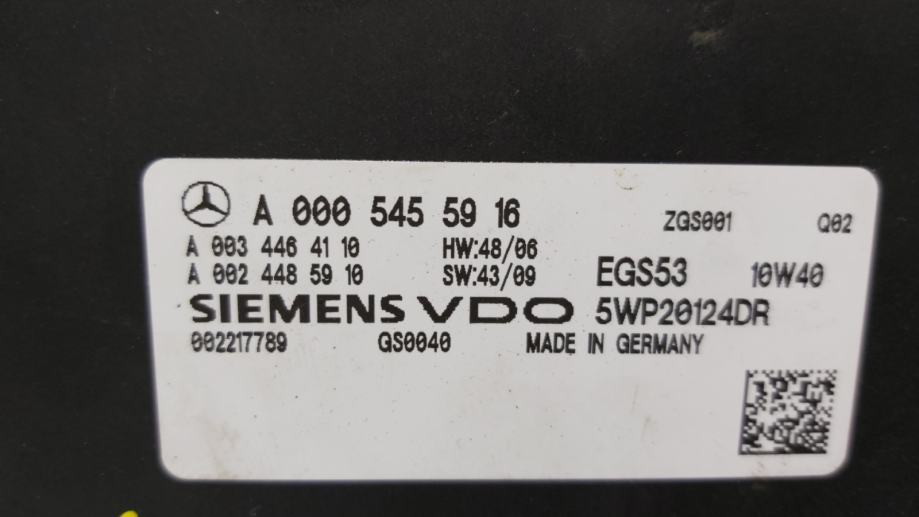 A 000 545 59 16 ZGS001 Q02
A 003 446 41 10 HW:48/06
A 002 448 59 10 SW:43/09 EGS53 10W40
SIEMENS VDO 5WP20124DR
002217789 GS0040 MADE IN GERMANY